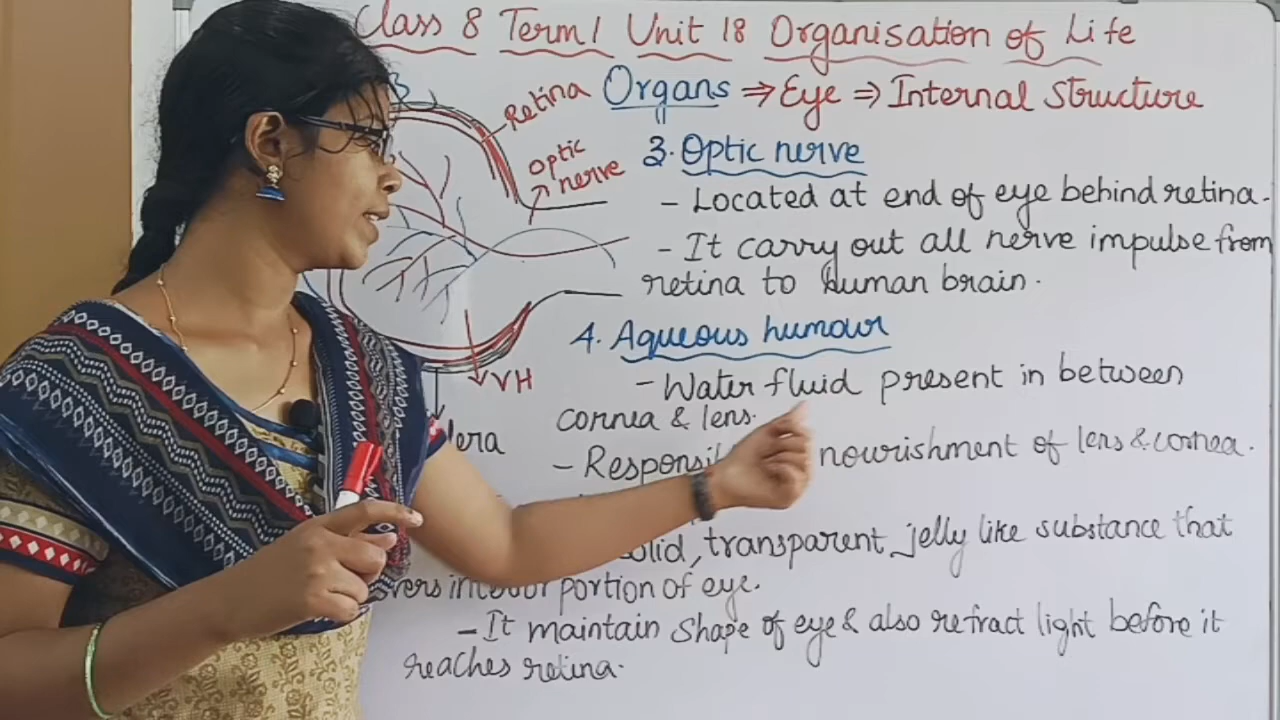 Class 8 Term 1 Unit 18 Organisation of Life
Organs ⇒ Eye ⇒ Internal Structure
Retina
Optic
nerve
3. Optic nerve
- Located at end of eye behind retina.
- It carry out all nerve impulse from
retina to human brain.
4. Aqueous humour
- Water fluid present in between
cornea & lens.
- nourishment of lens & cornea.
VH
transparent jelly like substance that
portion of eye.
- It maintain shape of eye & also refract light before it
reaches retina.